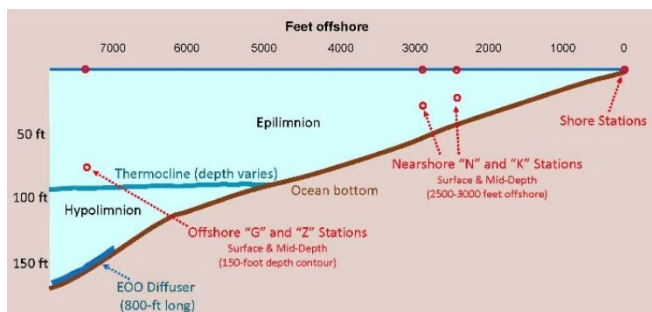 Feet offshore
7000 6000 5000 4000 3000 2000 1000 0
50 ft
Epilimnion
Shore Stations
Nearshore “N” and “K” Stations
Surface & Mid-Depth
(2500-3000 feet offshore)
Thermocline (depth varies)
Ocean bottom
100 ft
Hypolimnion
Offshore “G” and “Z” Stations
Surface & Mid-Depth
(150-foot depth contour)
150 ft
EOO Diffuser
(800-ft long)